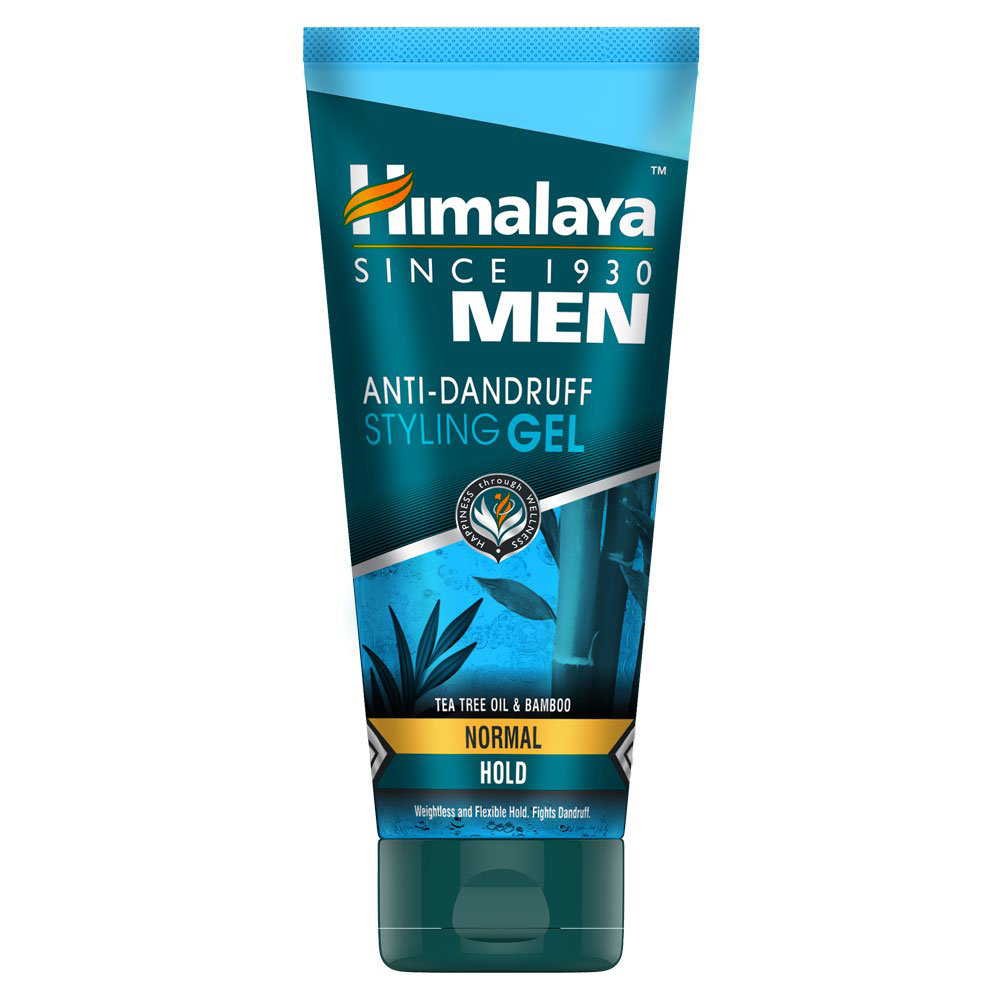 Himalaya
TM
SINCE 1930
MEN
ANTI-DANDRUFF
STYLING GEL
HAPPINESS through WELLNESS
TEA TREE OIL & BAMBOO
NORMAL
HOLD
Weightless and Flexible Hold. Fights Dandruff.